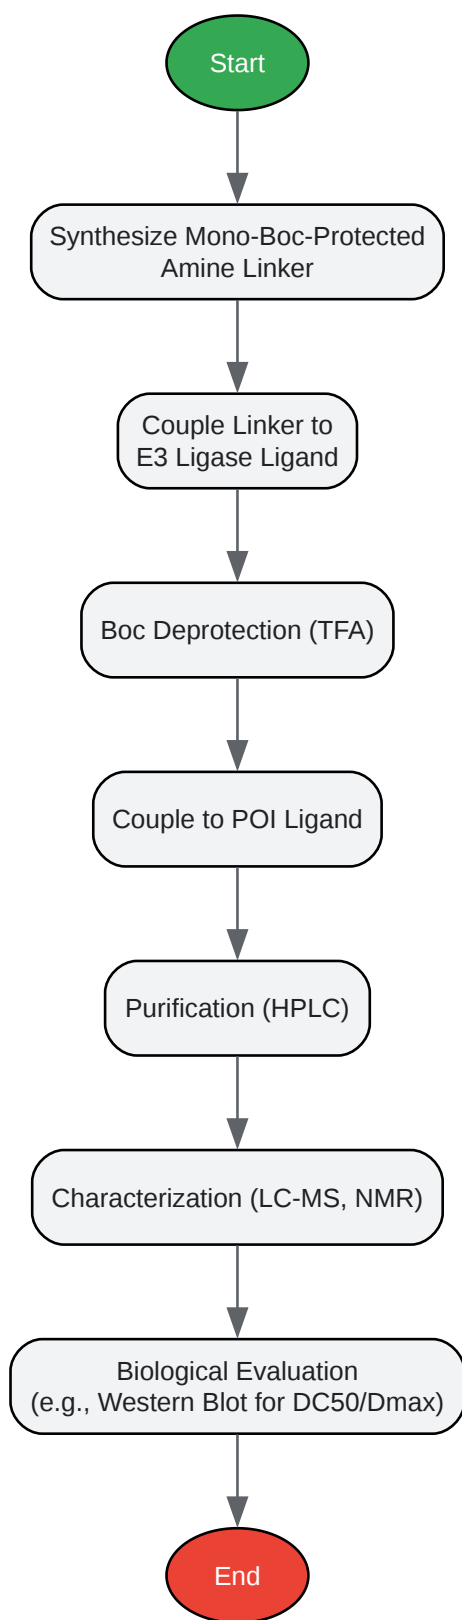 Start
Synthesize Mono-Boc-Protected
Amine Linker
Couple Linker to
E3 Ligase Ligand
Boc Deprotection (TFA)
Couple to POI Ligand
Purification (HPLC)
Characterization (LC-MS, NMR)
Biological Evaluation
(e.g., Western Blot for DC50/Dmax)
End